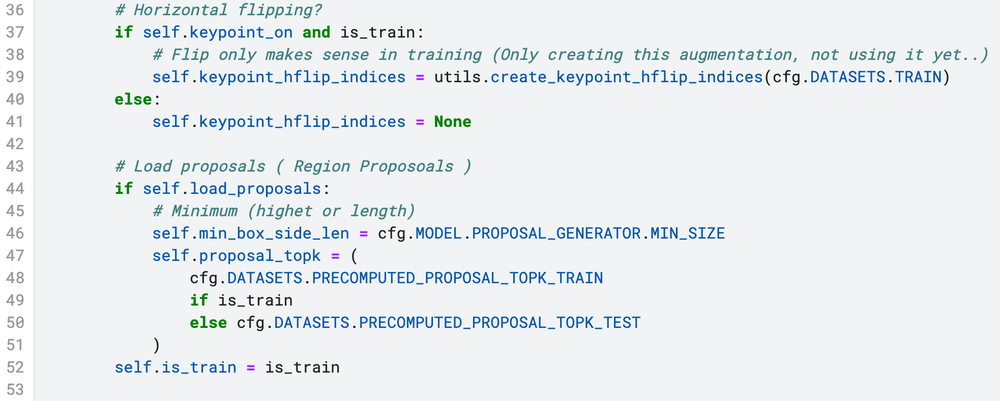 36 # Horizontal flipping?
37 if self.keypoint_on and is_train:
38 # Flip only makes sense in training (Only creating this augmentation, not using it yet..)
39 self.keypoint_hflip_indices = utils.create_keypoint_hflip_indices(cfg.DATASETS.TRAIN)
40 else:
41 self.keypoint_hflip_indices = None
42
43 # Load proposals ( Region Proposoals )
44 if self.load_proposals:
45 # Minimum (highet or length)
46 self.min_box_side_len = cfg.MODEL.PROPOSAL_GENERATOR.MIN_SIZE
47 self.proposal_topk = (
48 cfg.DATASETS.PRECOMPUTED_PROPOSAL_TOPK_TRAIN
49 if is_train
50 else cfg.DATASETS.PRECOMPUTED_PROPOSAL_TOPK_TEST
51 )
52 self.is_train = is_train
53